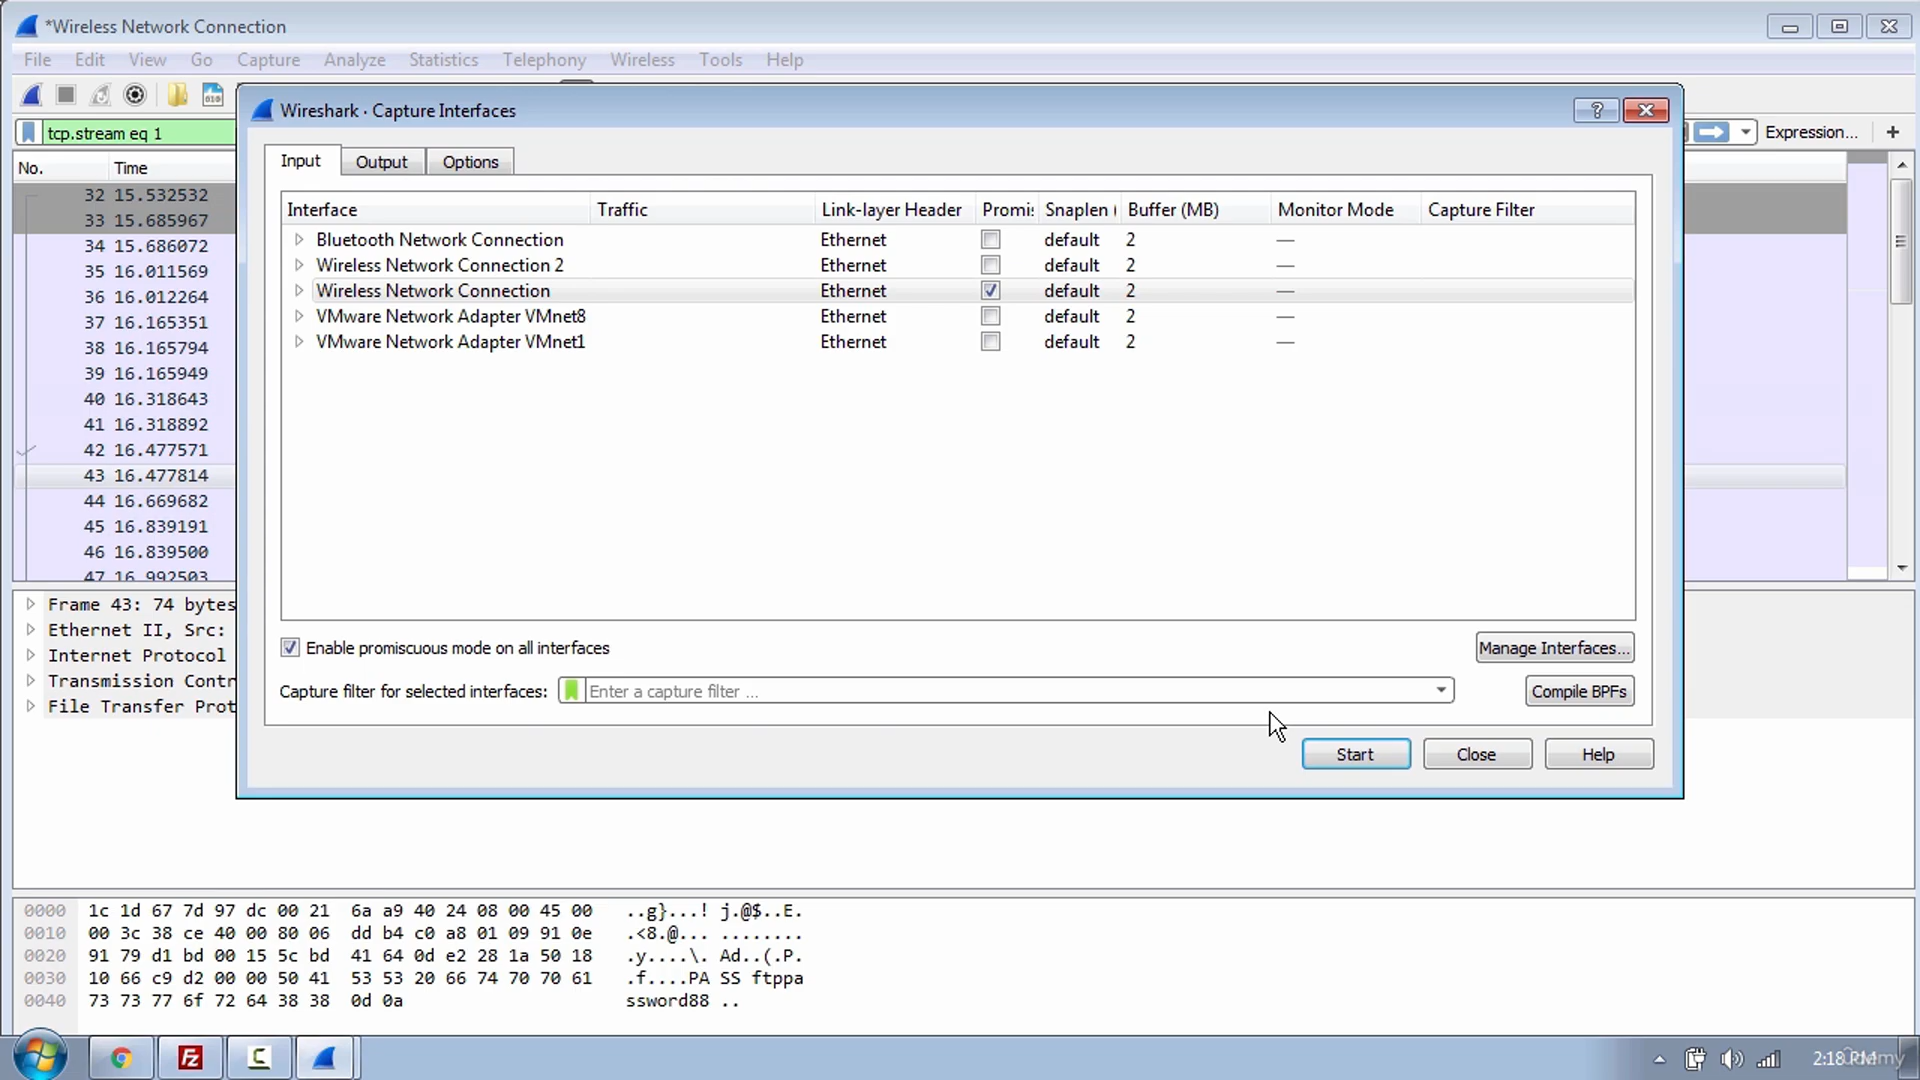 *Wireless Network Connection
File Edit View Go Capture Analyze Statistics Telephony Wireless Tools Help
Wireshark · Capture Interfaces
tcp.stream eq 1
Expression...
+
No. Time
32 15.532532
33 15.685967
34 15.686072
35 16.011569
36 16.012264
37 16.165351
38 16.165794
39 16.165949
40 16.318643
41 16.318892
42 16.477571
43 16.477814
44 16.669682
45 16.839191
46 16.839500
47 16.992503
Input Output Options
Interface Traffic Link-layer Header Promi Snaplen ( Buffer (MB) Monitor Mode Capture Filter
Bluetooth Network Connection Ethernet default 2 —
Wireless Network Connection 2 Ethernet default 2 —
Wireless Network Connection Ethernet default 2 —
VMware Network Adapter VMnet8 Ethernet default 2 —
VMware Network Adapter VMnet1 Ethernet default 2 —
Enable promiscuous mode on all interfaces
Manage Interfaces...
Capture filter for selected interfaces: Enter a capture filter ...
Compile BPFs
Start Close Help
Frame 43: 74 bytes
Ethernet II, Src:
Internet Protocol
Transmission Contr
File Transfer Prot
0000 1c 1d 67 7d 97 dc 00 21 6a a9 40 24 08 00 45 00 ..g}...! j.@$..E.
0010 00 3c 38 ce 40 00 80 06 dd b4 c0 a8 01 09 91 0e .<8.@... ........
0020 91 79 d1 bd 00 15 5c bd 41 64 0d e2 28 1a 50 18 .y....\. Ad..(.P.
0030 10 66 c9 d2 00 00 50 41 53 53 20 66 74 70 70 61 .f....PA SS ftppa
0040 73 73 77 6f 72 64 38 38 0d 0a ssword88 ..
2:18 PM
Udemy